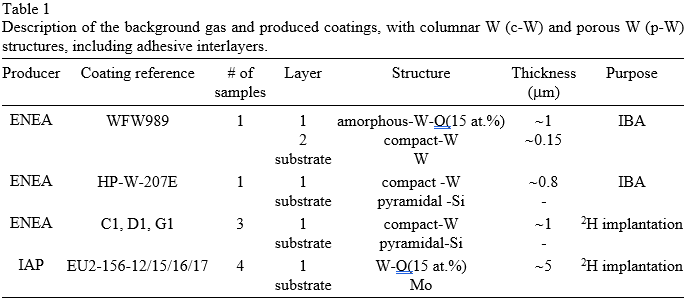 Table 1
Description of the background gas and produced coatings, with columnar W (c-W) and porous W (p-W)
structures, including adhesive interlayers.
Producer Coating reference # of samples Layer Structure Thickness (μm) Purpose
ENEA WFW989 1 1 amorphous-W-O(15 at.%) ~1 IBA
2 compact-W ~0.15
substrate W
ENEA HP-W-207E 1 1 compact -W ~0.8 IBA
substrate pyramidal -Si -
ENEA C1, D1, G1 3 1 compact-W ~1 ²H implantation
substrate pyramidal-Si -
IAP EU2-156-12/15/16/17 4 1 W-O(15 at.%) ~5 ²H implantation
substrate Mo